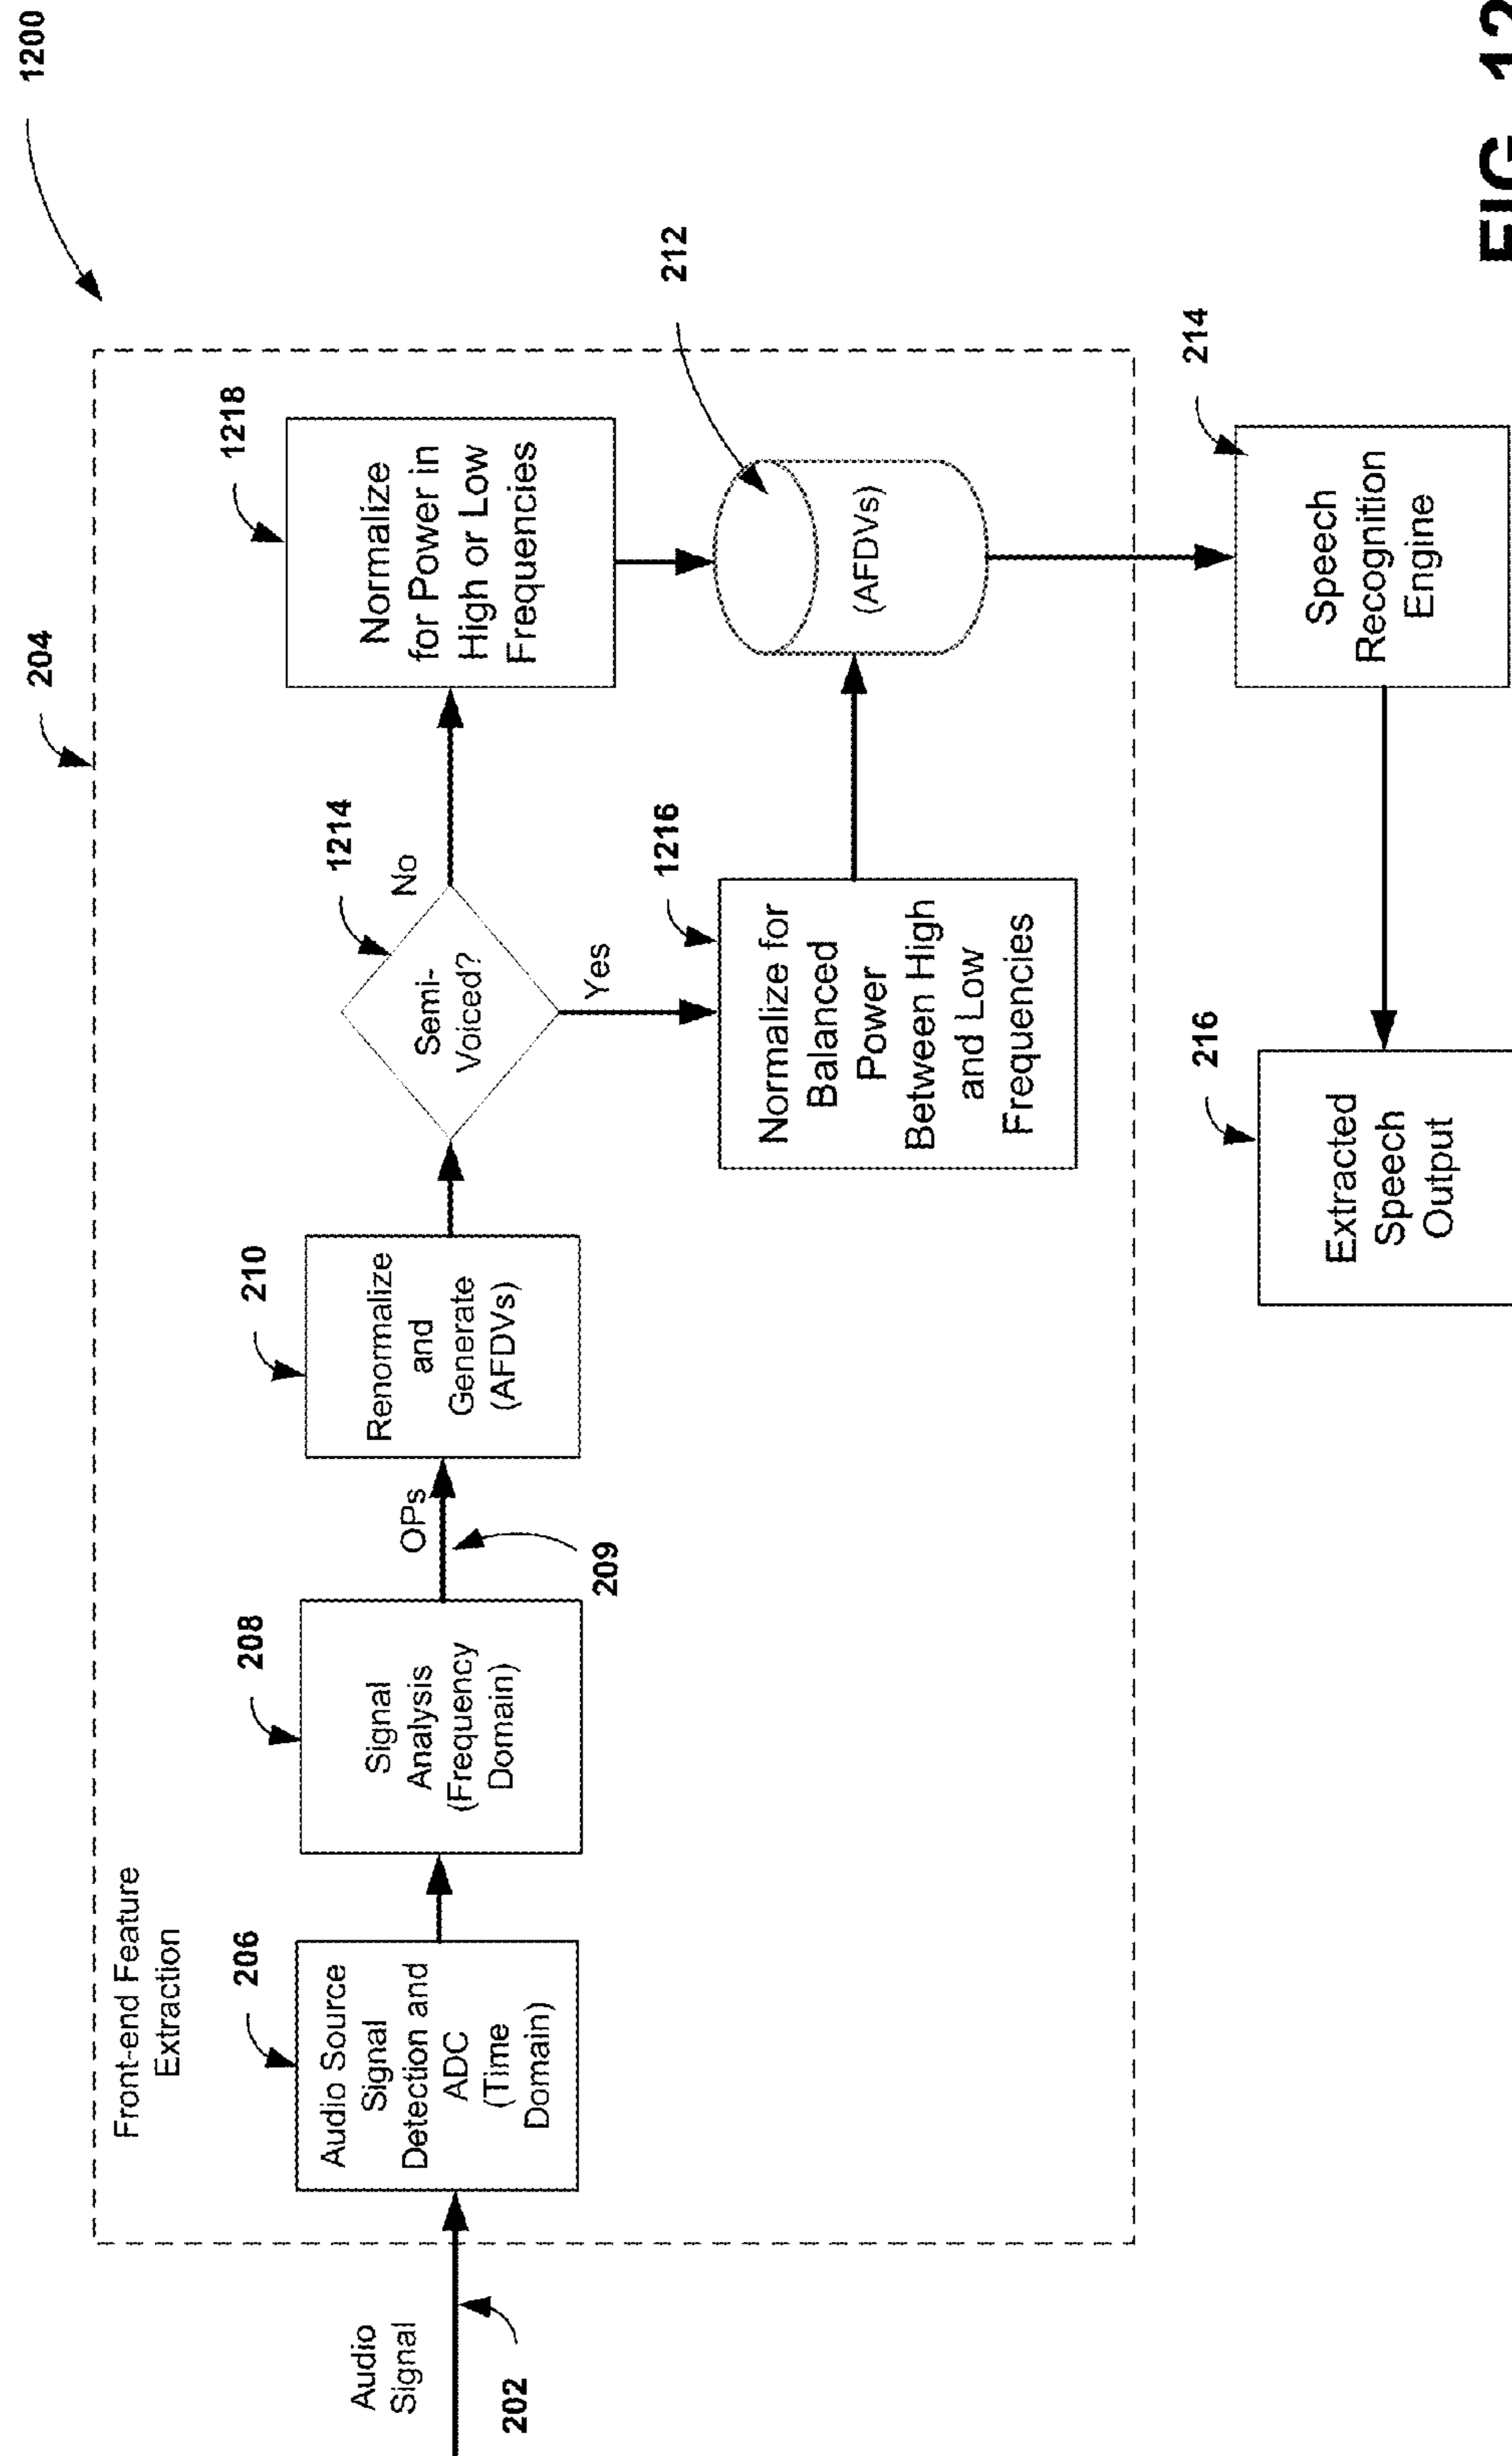 1200
204
Front-end Feature
Extraction
Audio
Signal
202
206
Audio Source
Signal
Detection and
ADC
(Time
Domain)
208
Signal
Analysis
(Frequency
Domain)
OPs
209
210
Renormalize
and
Generate
(AFDVs)
1214
Semi-
Voiced?
No
Yes
1218
Normalize
for Power in
High or Low
Frequencies
1216
Normalize for
Balanced
Power
Between High
and Low
Frequencies
212
(AFDVs)
214
Speech
Recognition
Engine
216
Extracted
Speech
Output
FIG. 12